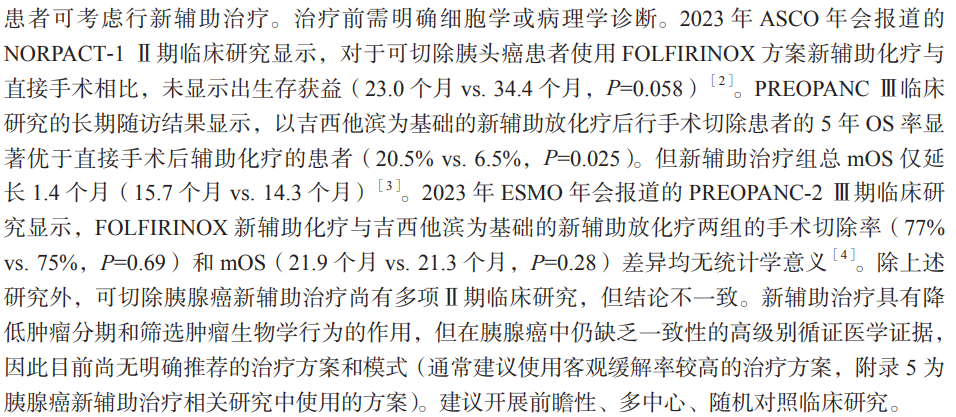 患者可考虑行新辅助治疗。治疗前需明确细胞学或病理学诊断。2023 年 ASCO 年会报道的
NORPACT-1 Ⅱ期临床研究显示，对于可切除胰头癌患者使用 FOLFIRINOX 方案新辅助化疗与
直接手术相比，未显示出生存获益（23.0 个月 vs. 34.4 个月，P=0.058）［2］。PREOPANC Ⅲ临床
研究的长期随访结果显示，以吉西他滨为基础的新辅助放化疗后行手术切除患者的 5 年 OS 率显
著优于直接手术后辅助化疗的患者（20.5% vs. 6.5%，P=0.025）。但新辅助治疗组总 mOS 仅延
长 1.4 个月（15.7 个月 vs. 14.3 个月）［3］。2023 年 ESMO 年会报道的 PREOPANC-2 Ⅲ期临床研
究显示，FOLFIRINOX 新辅助化疗与吉西他滨为基础的新辅助放化疗两组的手术切除率（77%
vs. 75%，P=0.69）和 mOS（21.9 个月 vs. 21.3 个月，P=0.28）差异均无统计学意义［4］。除上述
研究外，可切除胰腺癌新辅助治疗尚有多项Ⅱ期临床研究，但结论不一致。新辅助治疗具有降
低肿瘤分期和筛选肿瘤生物学行为的作用，但在胰腺癌中仍缺乏一致性的高级别循证医学证据，
因此目前尚无明确推荐的治疗方案和模式（通常建议使用客观缓解率较高的治疗方案，附录 5 为
胰腺癌新辅助治疗相关研究中使用的方案）。建议开展前瞻性、多中心、随机对照临床研究。